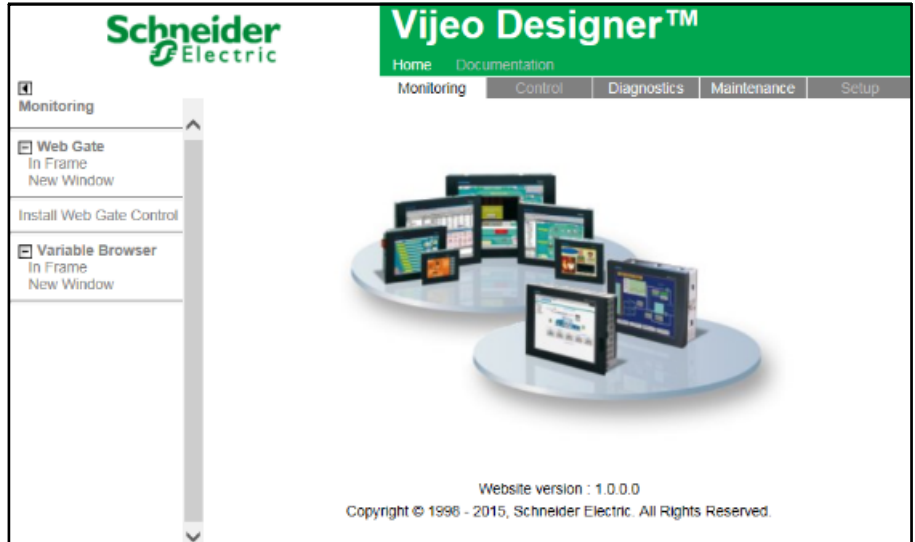 Schneider
Electric
Vijeo Designer™
Home Documentation
Monitoring Control Diagnostics Maintenance Setup
Monitoring
Web Gate
In Frame
New Window
Install Web Gate Control
Variable Browser
In Frame
New Window
Website version : 1.0.0.0
Copyright © 1998 - 2015, Schneider Electric. All Rights Reserved.